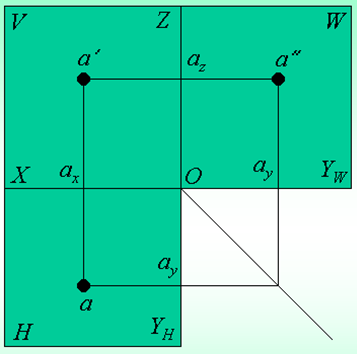 V Z W
a′ a_z a″
X a_x O a_y Y_W
a_y
a
H Y_H